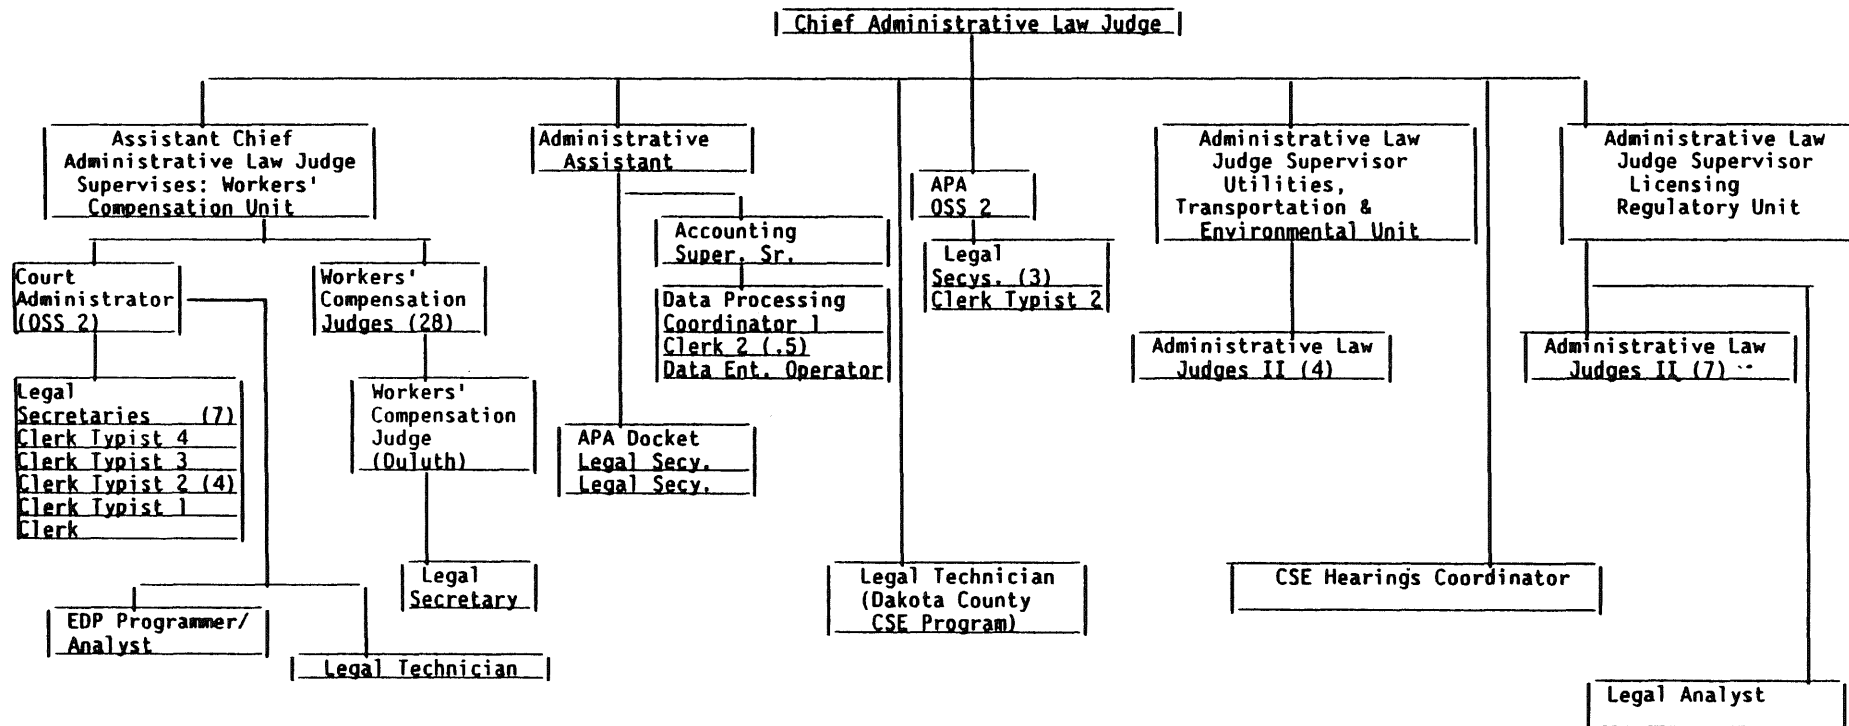 Chief Administrative Law Judge
Assistant Chief
Administrative Law Judge
Supervises: Workers'
Compensation Unit
Administrative
Assistant
APA
OSS 2
Administrative Law
Judge Supervisor
Utilities,
Transportation &
Environmental Unit
Administrative Law
Judge Supervisor
Licensing
Regulatory Unit
Court
Administrator
(OSS 2)
Workers'
Compensation
Judges (28)
Accounting
Super. Sr.
Data Processing
Coordinator 1
Clerk 2 (.5)
Data Ent. Operator
Legal
Secys. (3)
Clerk Typist 2
Administrative Law
Judges II (4)
Administrative Law
Judges II (7)
Legal
Secretaries (7)
Clerk Typist 4
Clerk Typist 3
Clerk Typist 2 (4)
Clerk Typist 1
Clerk
Workers'
Compensation
Judge
(Duluth)
APA Docket
Legal Secy.
Legal Secy.
Legal
Secretary
Legal Technician
(Dakota County
CSE Program)
CSE Hearings Coordinator
EDP Programmer/
Analyst
Legal Technician
Legal Analyst